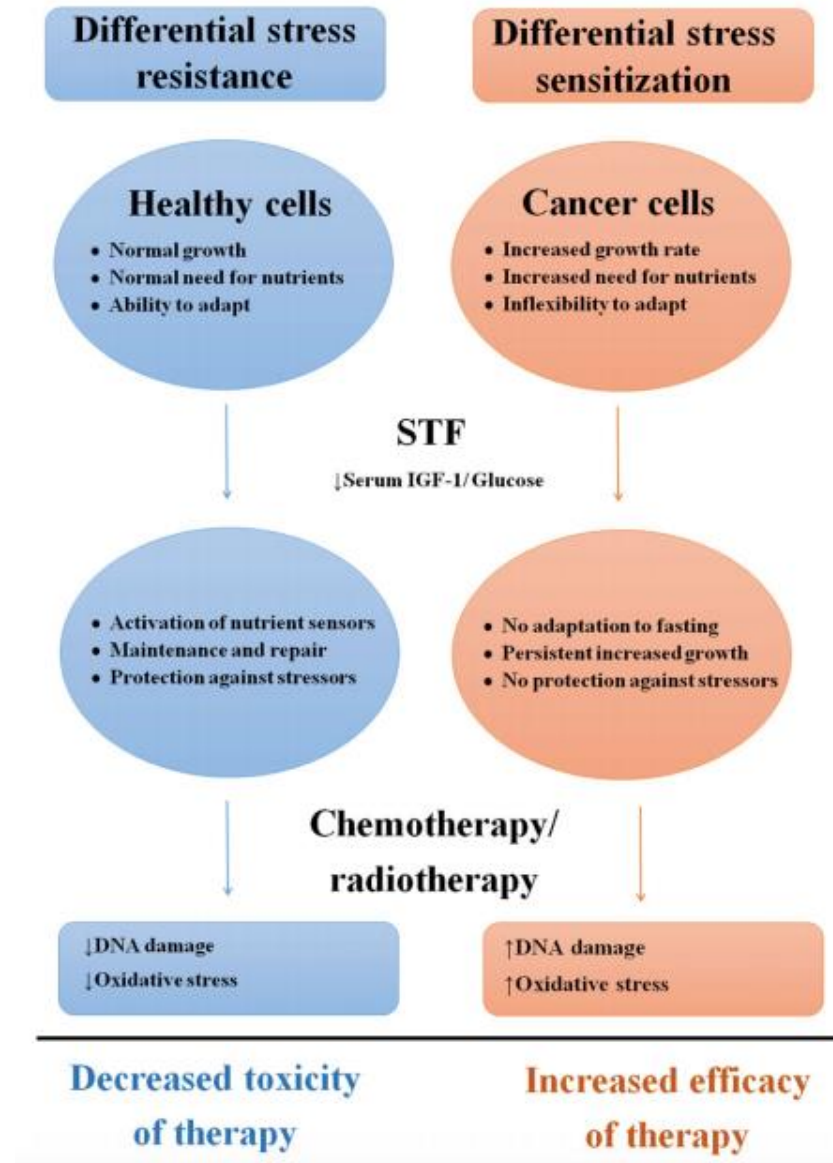 Differential stress
resistance
Differential stress
sensitization
Healthy cells
• Normal growth
• Normal need for nutrients
• Ability to adapt
Cancer cells
• Increased growth rate
• Increased need for nutrients
• Inflexibility to adapt
STF
↓Serum IGF-1/ Glucose
• Activation of nutrient sensors
• Maintenance and repair
• Protection against stressors
• No adaptation to fasting
• Persistent increased growth
• No protection against stressors
Chemotherapy/
radiotherapy
↓DNA damage
↓Oxidative stress
↑DNA damage
↑Oxidative stress
Decreased toxicity
of therapy
Increased efficacy
of therapy